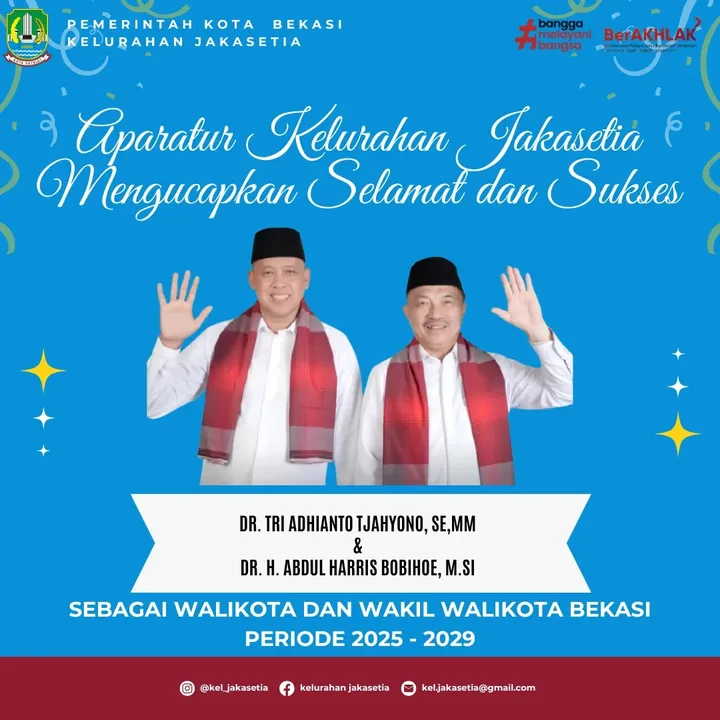 PEMERINTAH KOTA BEKASI
KELURAHAN JAKASETIA
#bangga
melayani
bangsa
BerAKHLAK
Aparatur Kelurahan Jakasetia
Mengucapkan Selamat dan Sukses
DR. TRI ADHIANTO TJAHYONO, SE,MM
&
DR. H. ABDUL HARRIS BOBIHOE, M.SI
SEBAGAI WALIKOTA DAN WAKIL WALIKOTA BEKASI
PERIODE 2025 - 2029
@kel_jakasetia kelurahan jakasetia kel.jakasetia@gmail.com